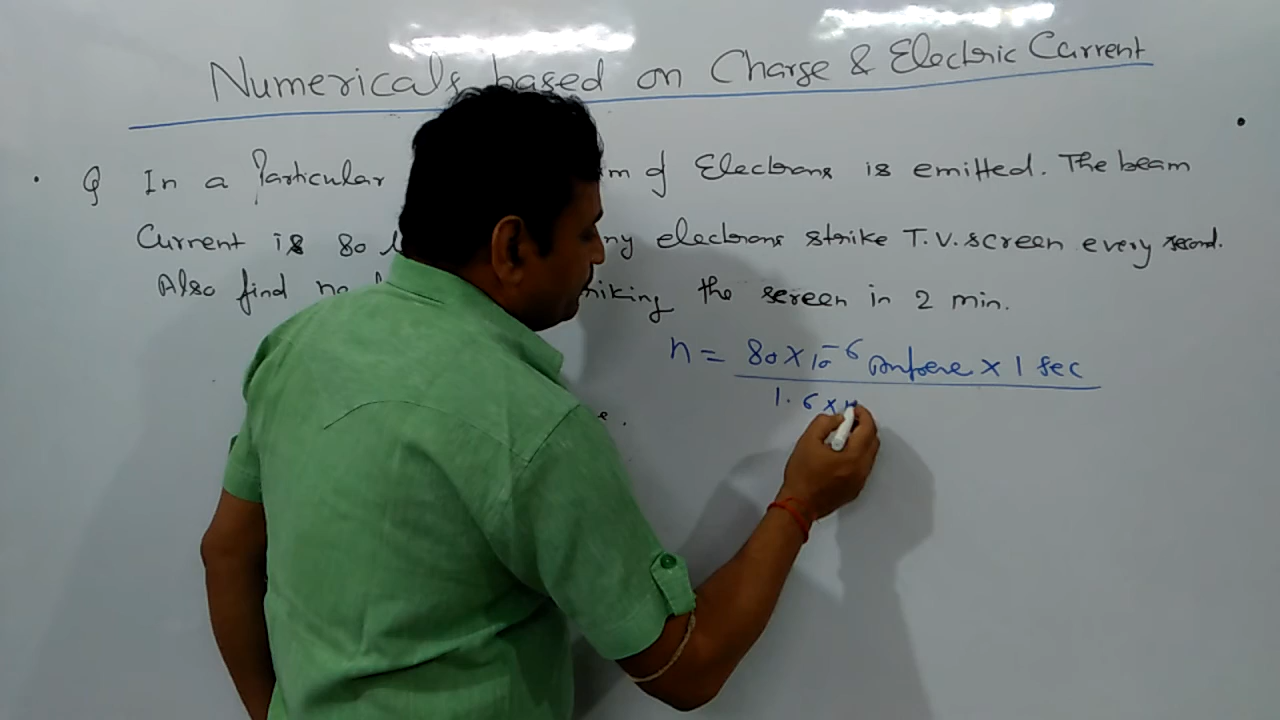 Numericals based on Charge & Electric Current
Q In a Particular m of Electrons is emitted. The beam
Current is 80 ny electrons strike T.V. screen every second.
Also find no riking the screen in 2 min.
n = 80 × 10⁻⁶ Ampere × 1 sec
1.6 ×
e.